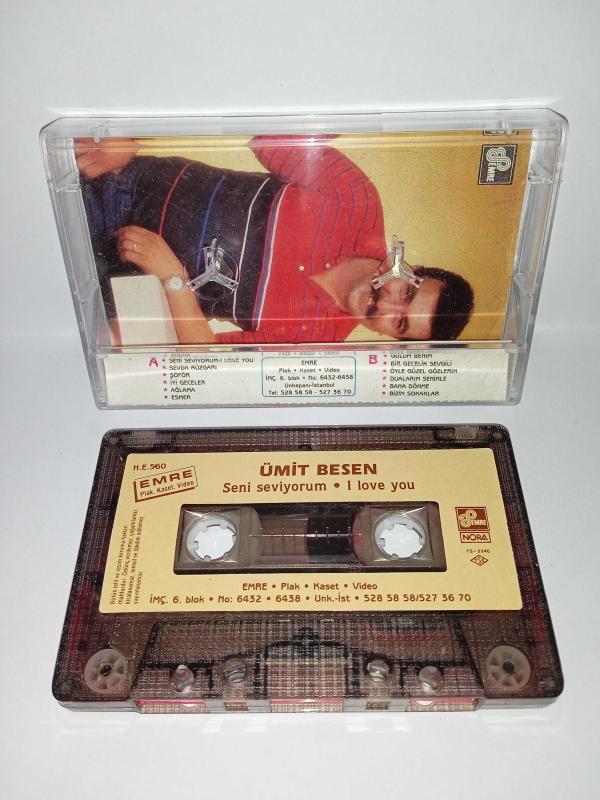 EMRE
A
SENİ SEVİYORUM-I LOVE YOU
SEVDA RÜZGARI
ŞÖFÖR
İYİ GECELER
AĞLAMA
ESMER
EMRE
Plak • Kaset • Video
İMÇ. 6. blok • No: 6432-6438
Unkapanı-İstanbul
Tel: 528 58 58 - 527 36 70
B
GÜLÜM BENİM
BİR GECELİK SEVGİLİ
ÖYLE GÜZEL GÖZLERİN
DUALARIM SENİNLE
BANA DÖNME
BİZİM SOKAKLAR
H.E.560
EMRE
Plak. Kaset. Video
ÜMİT BESEN
Seni seviyorum • I love you
EMRE
NORA
TS-2240
TSE
EMRE • Plak • Kaset • Video
İMÇ. 6. blok • No: 6432 • 6438 • Unk.-İst • 528 58 58/527 36 70